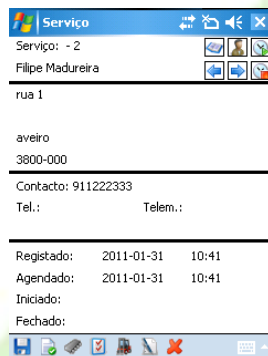 Serviço
Serviço: - 2
Filipe Madureira
rua 1
aveiro
3800-000
Contacto: 911222333
Tel.: Telem.:
Registado: 2011-01-31 10:41
Agendado: 2011-01-31 10:41
Iniciado:
Fechado: